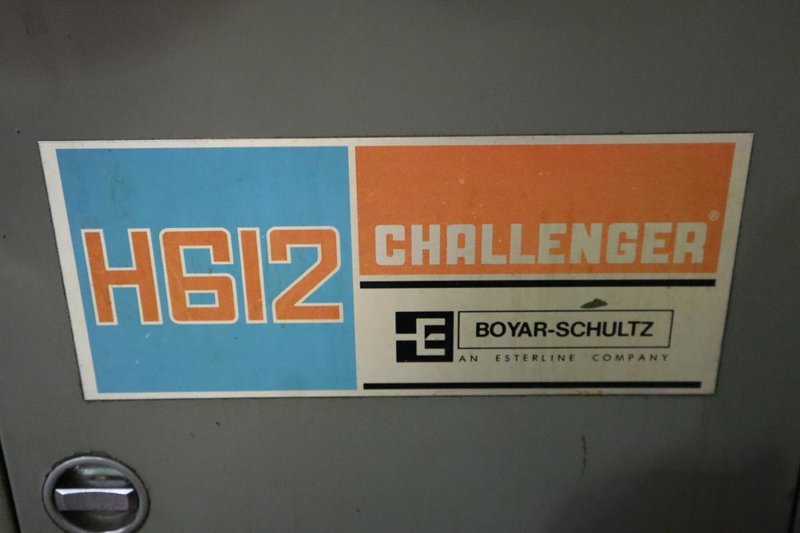 H612
CHALLENGER®
E BOYAR-SCHULTZ
AN ESTERLINE COMPANY